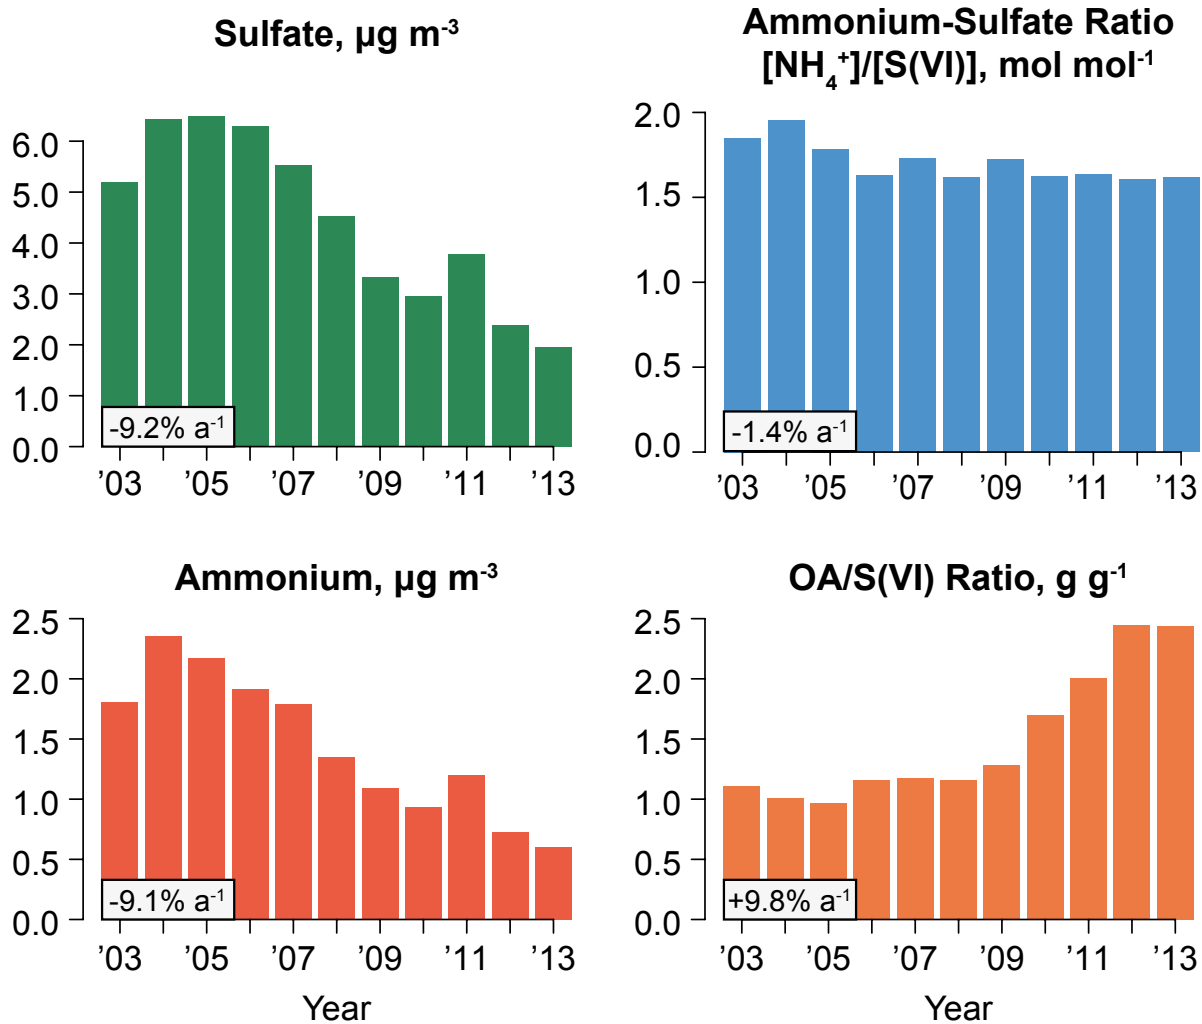 Sulfate, µg m-3
6.0
5.0
4.0
3.0
2.0
1.0
0.0
-9.2% a-1
’03 ’05 ’07 ’09 ’11 ’13
Ammonium-Sulfate Ratio
[NH4+]/[S(VI)], mol mol-1
2.0
1.5
1.0
0.5
0.0
-1.4% a-1
’03 ’05 ’07 ’09 ’11 ’13
Ammonium, µg m-3
2.5
2.0
1.5
1.0
0.5
0.0
-9.1% a-1
’03 ’05 ’07 ’09 ’11 ’13
Year
OA/S(VI) Ratio, g g-1
2.5
2.0
1.5
1.0
0.5
0.0
+9.8% a-1
’03 ’05 ’07 ’09 ’11 ’13
Year